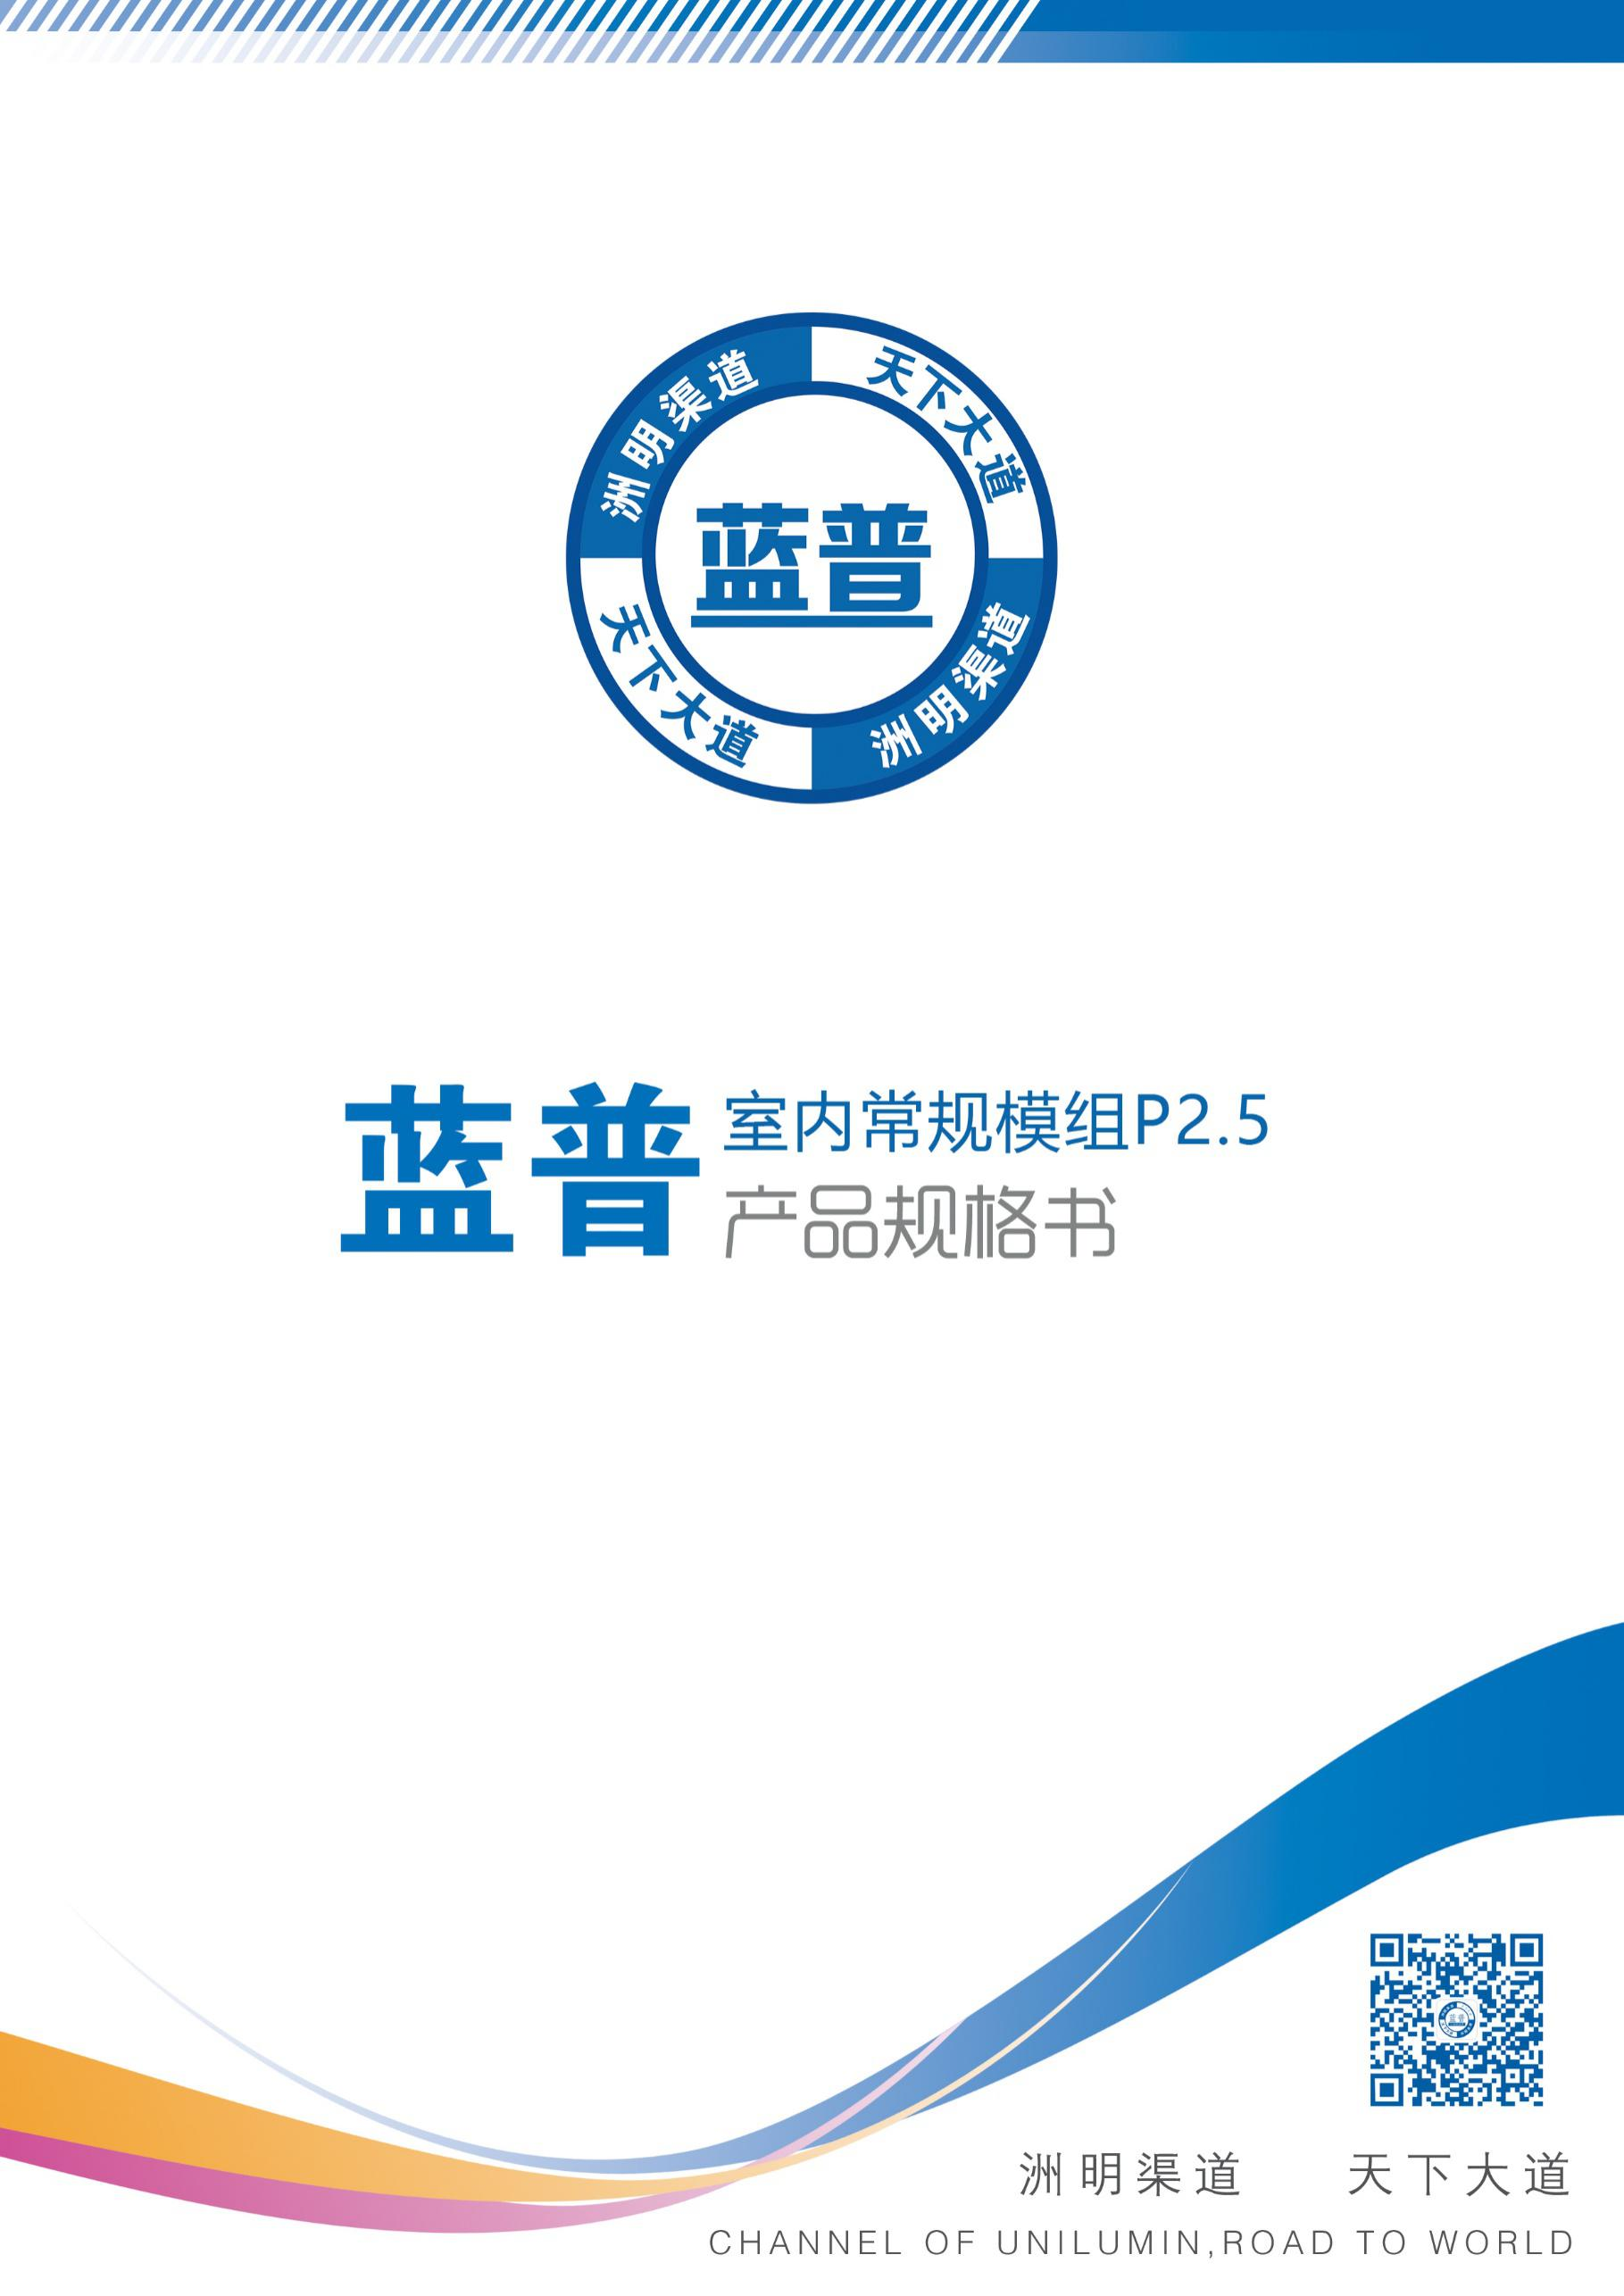 洲明渠道
天下大道
蓝普
天下大道
洲明渠道
蓝普
室内常规模组P2.5
产品规格书
洲明渠道 天下大道
CHANNEL OF UNILUMIN,ROAD TO WORLD